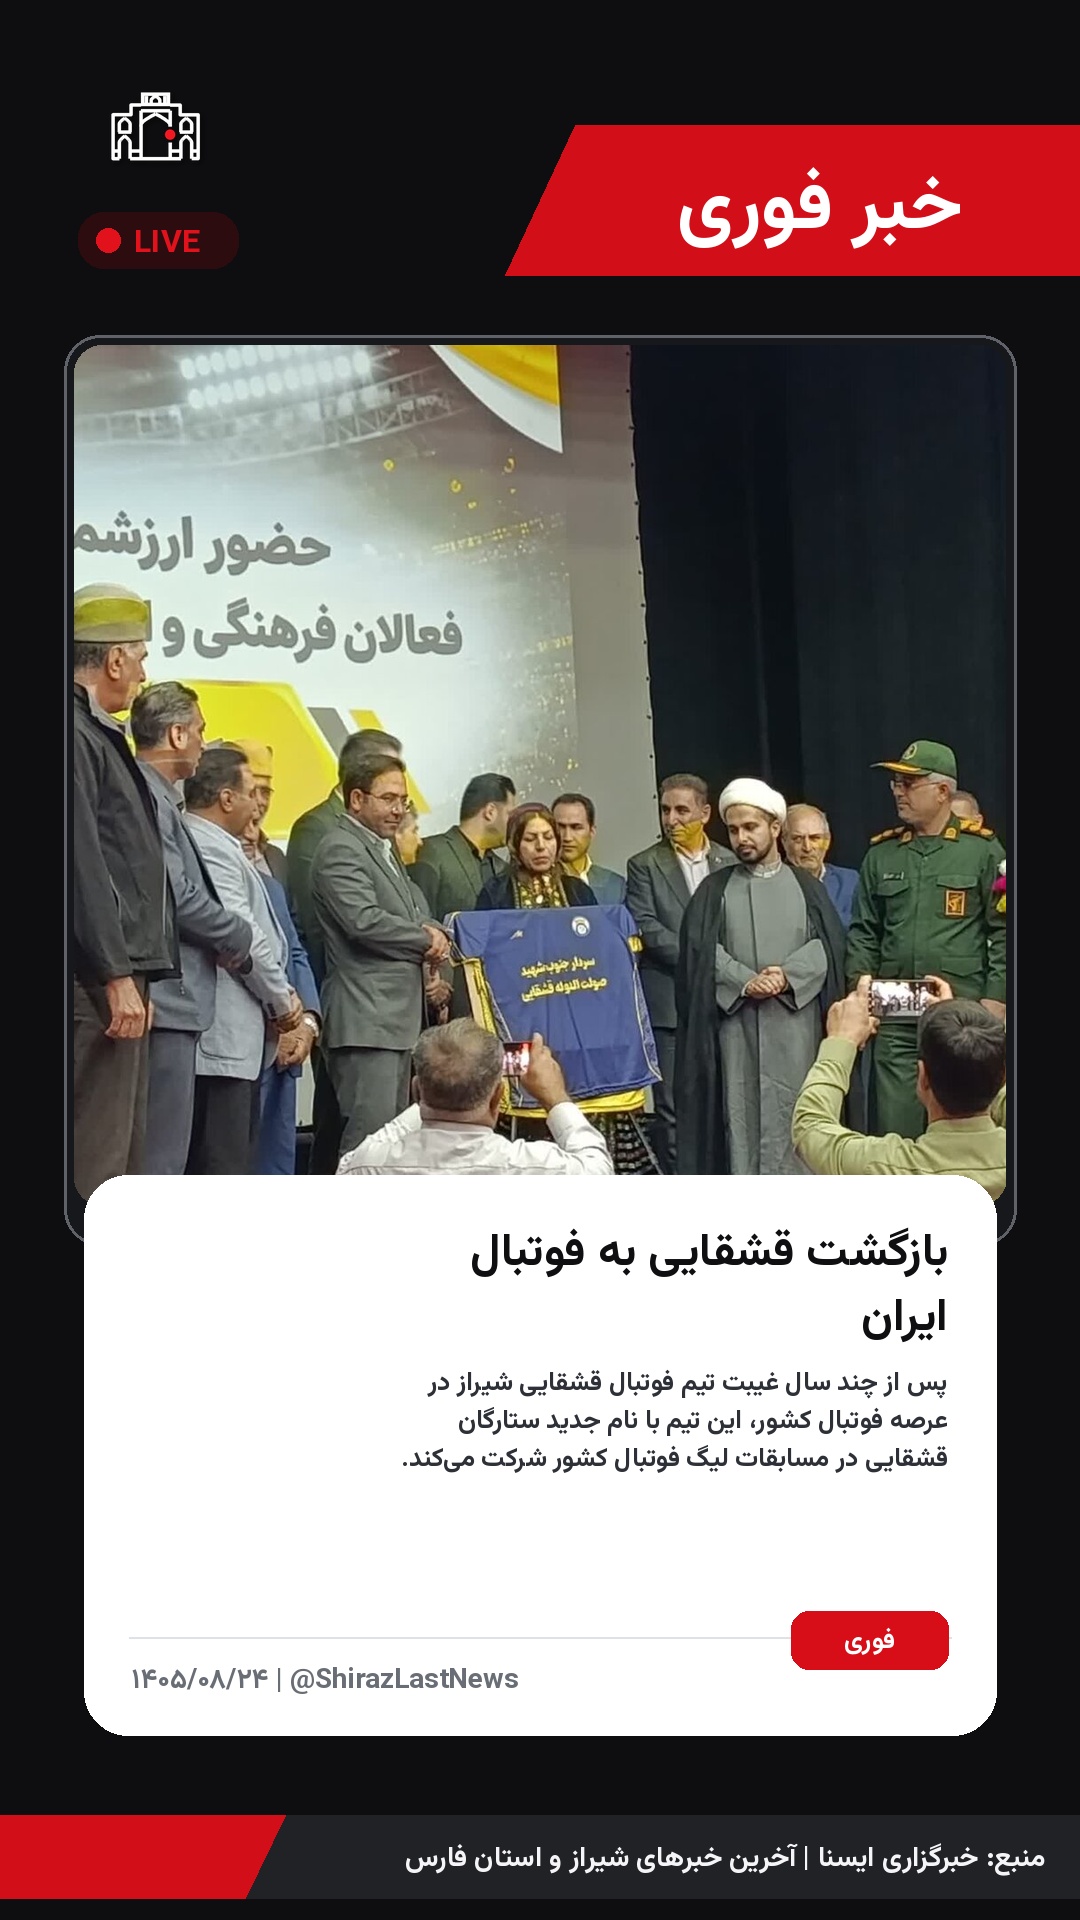 خبر فوری
LIVE
حضور ارزشم
فعالان فرهنگی و ا
سردار جنوب شهید
صولت الدوله قشقایی
بازگشت قشقایی به فوتبال
ایران
پس از چند سال غیبت تیم فوتبال قشقایی شیراز در
عرصه فوتبال کشور، این تیم با نام جدید ستارگان
قشقایی در مسابقات لیگ فوتبال کشور شرکت می‌کند.
فوری
۱۴۰۵/۰۸/۲۴ | @ShirazLastNews
منبع: خبرگزاری ایسنا | آخرین خبرهای شیراز و استان فارس